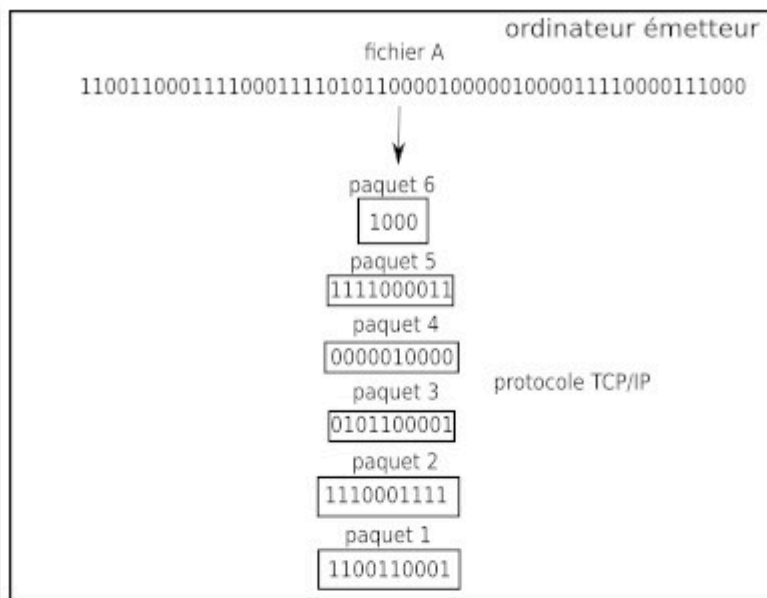 ordinateur émetteur
fichier A
110011000111100011110101100001000001000011110000111000
paquet 6
1000
paquet 5
1111000011
paquet 4
0000010000
protocole TCP/IP
paquet 3
0101100001
paquet 2
1110001111
paquet 1
1100110001